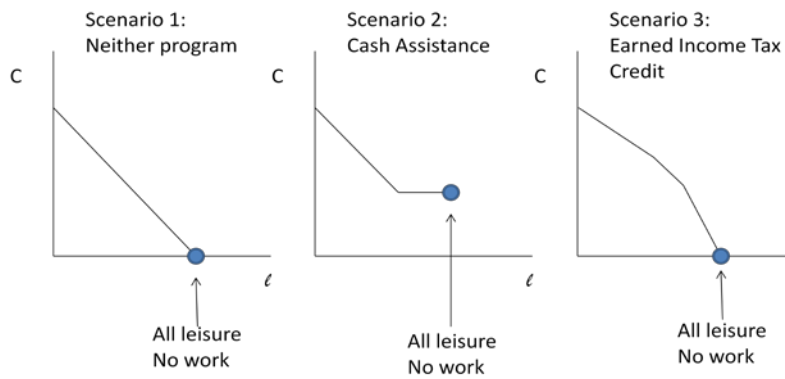 Scenario 1:
Neither program
C
ℓ
All leisure
No work
Scenario 2:
Cash Assistance
C
ℓ
All leisure
No work
Scenario 3:
Earned Income Tax
Credit
C
All leisure
No work